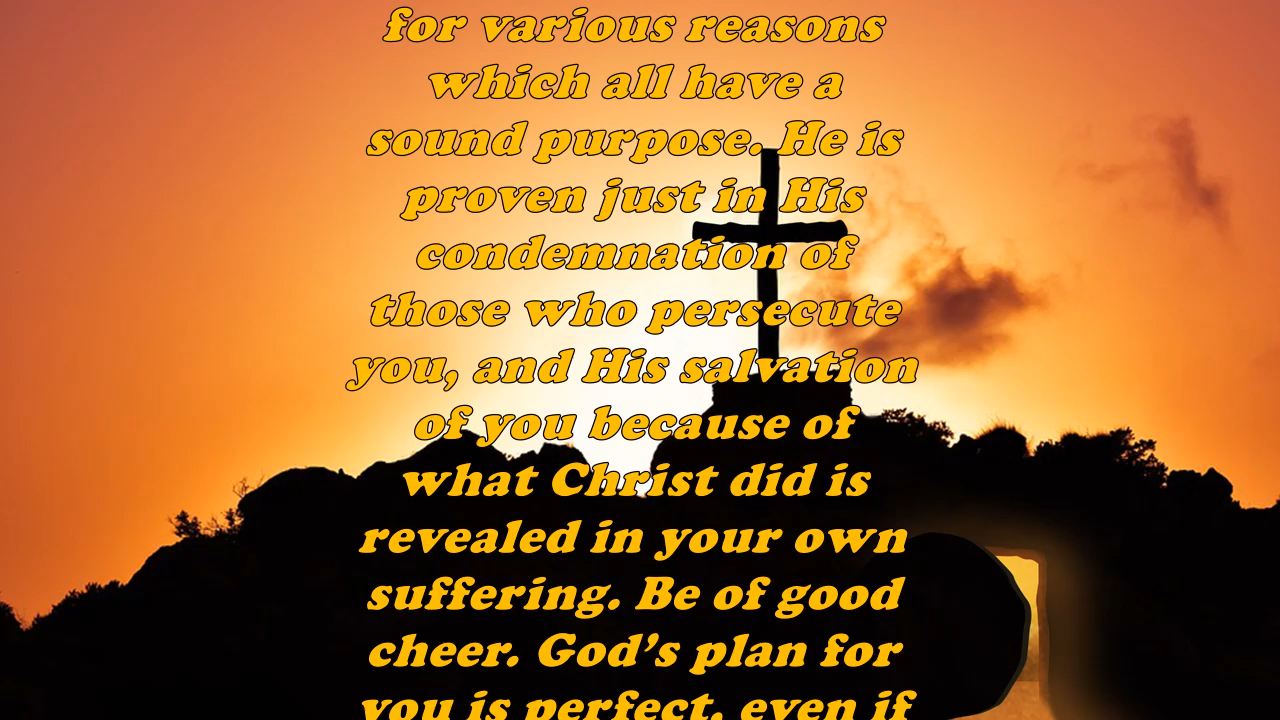 for various reasons
which all have a
sound purpose. He is
proven just in His
condemnation of
those who persecute
you, and His salvation
of you because of
what Christ did is
revealed in your own
suffering. Be of good
cheer. God’s plan for
you is perfect, even if